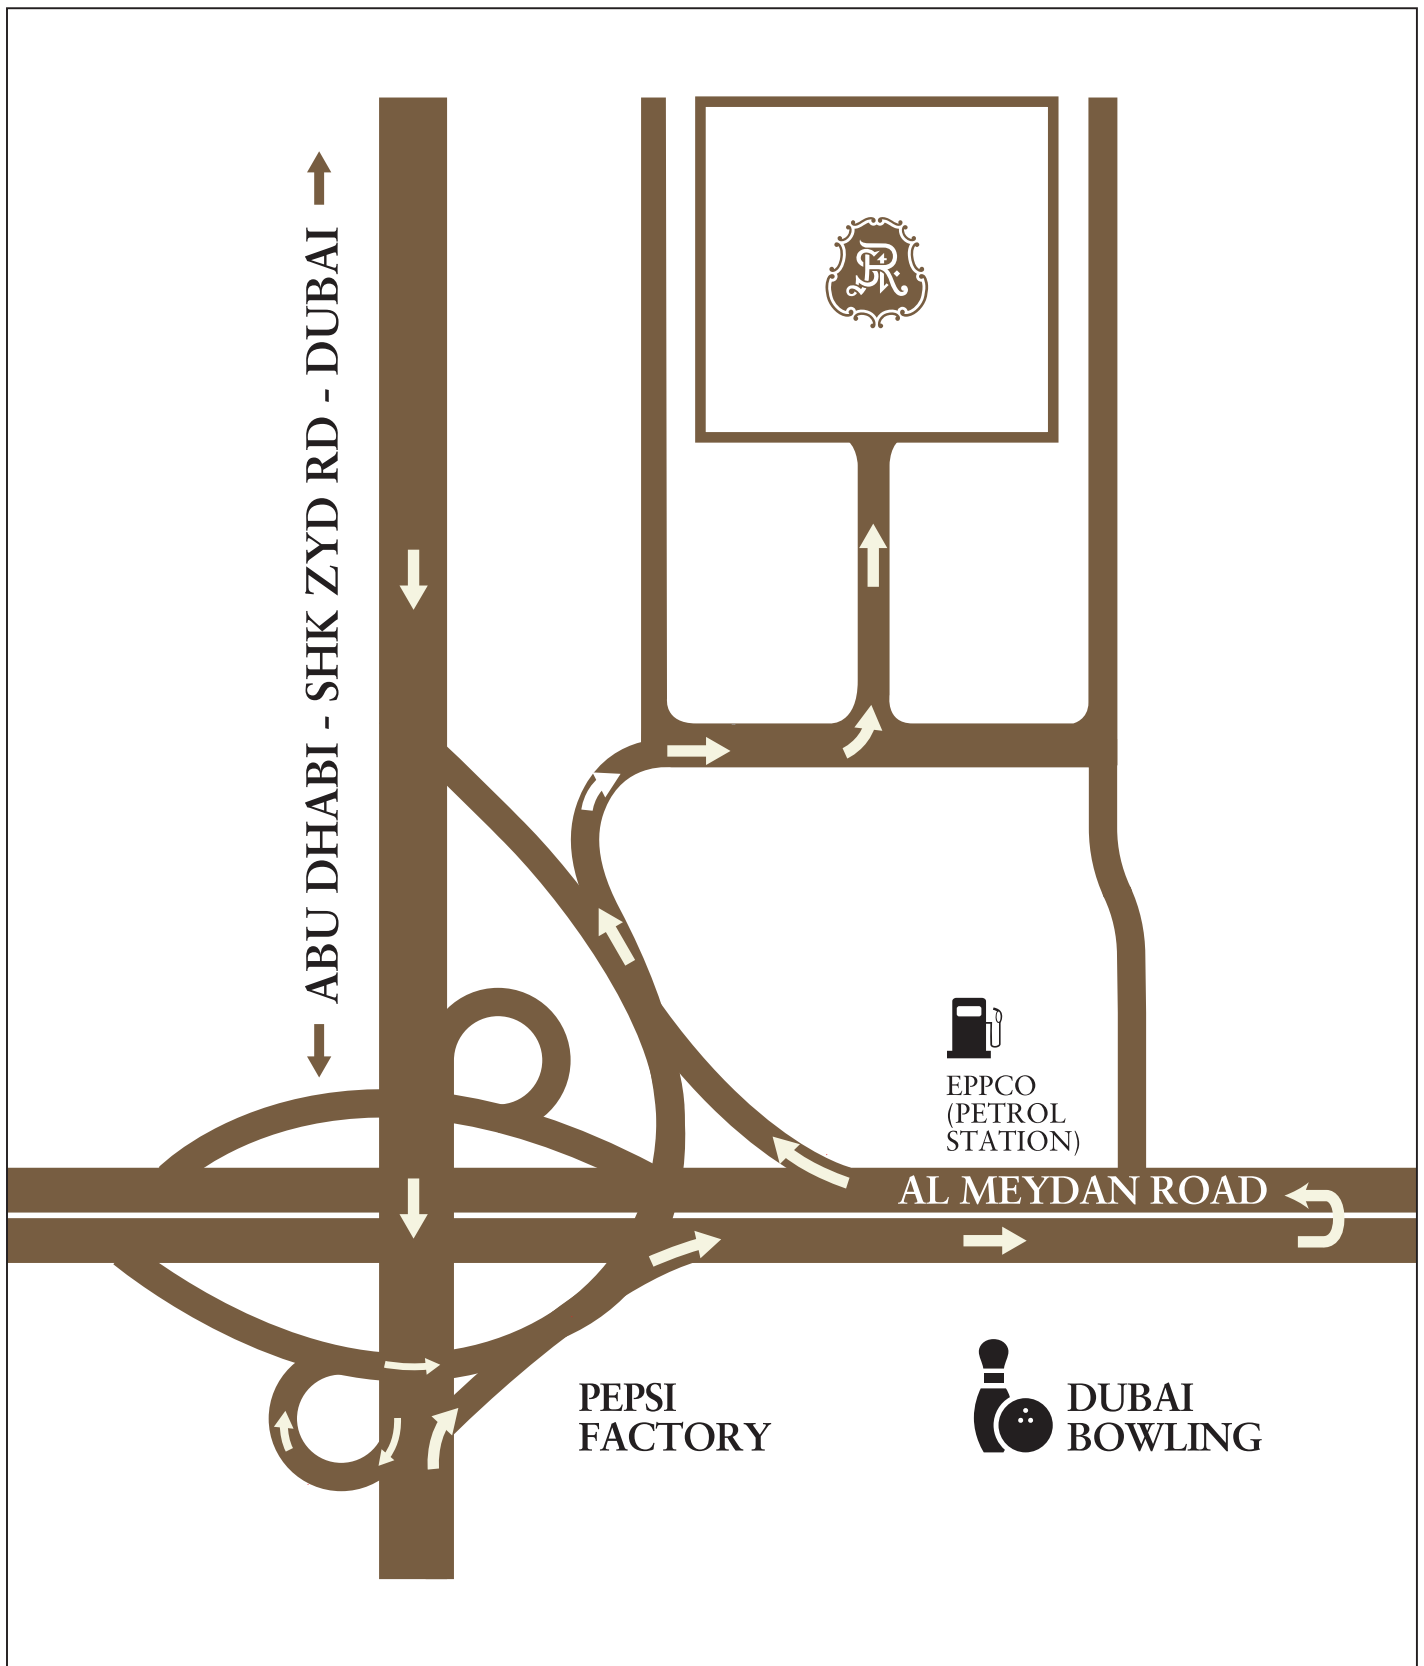 ABU DHABI - SHK ZYD RD - DUBAI
EPPCO
(PETROL
STATION)
AL MEYDAN ROAD
PEPSI
FACTORY
DUBAI
BOWLING